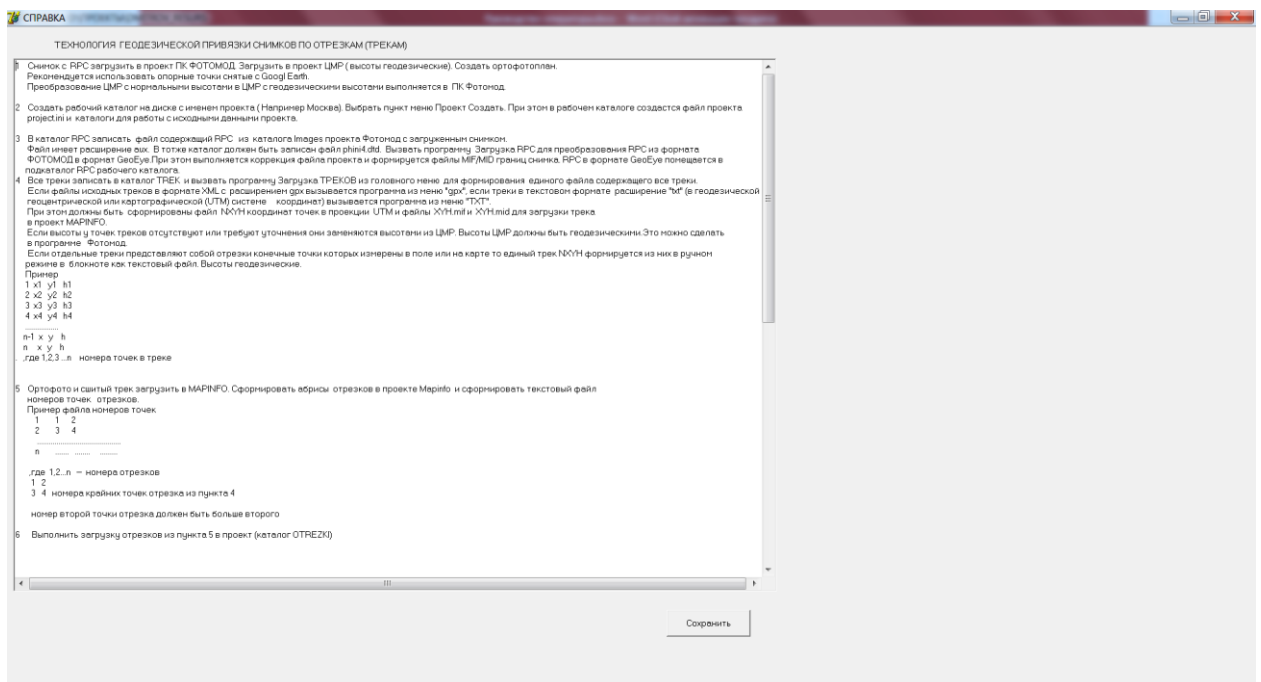 СПРАВКА
ТЕХНОЛОГИЯ ГЕОДЕЗИЧЕСКОЙ ПРИВЯЗКИ СНИМКОВ ПО ОТРЕЗКАМ (ТРЕКАМ)
1 Снимок с RPC загрузить в проект ПК ФОТОМОД. Загрузить в проект ЦМР ( высоты геодезические). Создать ортофотоплан.
Рекомендуется использовать опорные точки снятые с Googl Earth.
Преобразование ЦМР с нормальными высотами в ЦМР с геодезическими высотами выполняется в ПК Фотомод.
2 Создать рабочий каталог на диске с именем проекта ( Например Москва). Выбрать пункт меню Проект Создать. При этом в рабочем каталоге создастся файл проекта
project.ini и каталоги для работы с исходными данными проекта.
3 В каталог RPC записать файл содержащий RPC из каталога Images проекта Фотомод с загруженным снимком.
Файл имеет расширение aux. В тотже каталог должен быть записан файл phini4.dtd. Вызвать программу Загрузка RPC для преобразования RPC из формата
ФОТОМОД в формат GeoEye.При этом выполняется коррекция файла проекта и формируется файлы MIF/MID границ снимка. RPC в формате GeoEye помещается в
подкаталог RPC рабочего каталога.
4 Все треки записать в каталог TREK и вызвать программу Загрузка ТРЕКОВ из головного меню для формирования единого файла содержащего все треки.
Если файлы исходных треков в формате XML с расширением gpx вызывается программа из меню "gpx", если треки в текстовом формате расширение "txt" (в геодезической
геоцентрической или картографической (UTM) системе координат) вызывается программа из меню "TXT".
При этом должны быть сформированы файл NXYH координат точек в проекции UTM и файлы XYH.mif и XYH.mid для загрузки трека
в проект MAPINFO.
Если высоты у точек треков отсутствуют или требуют уточнения они заменяются высотами из ЦМР. Высоты ЦМР должны быть геодезическими.Это можно сделать
в программе Фотомод.
Если отдельные треки представляют собой отрезки конечные точки которых измерены в поле или на карте то единый трек NXYH формируется из них в ручном
режиме в блокноте как текстовый файл. Высоты геодезические.
Пример
1 x1 y1 h1
2 x2 y2 h2
3 x3 y3 h3
4 x4 y4 h4
................
n-1 x y h
n x y h
. ,где 1,2,3 ...n номера точек в треке
5 Ортофото и сшитый трек загрузить в MAPINFO. Сформировать абрисы отрезков в проекте Mapinfo и сформировать текстовый файл
номеров точек отрезков.
Пример файла номеров точек
1 1 2
2 3 4
........................................
n ....... ........ .........
,где 1,2...n – номера отрезков
1 2
3 4 номера крайних точек отрезка из пункта 4
номер второй точки отрезка должен быть больше второго
6 Выполнить загрузку отрезков из пункта 5 в проект (каталог OTREZKI)
Сохранить